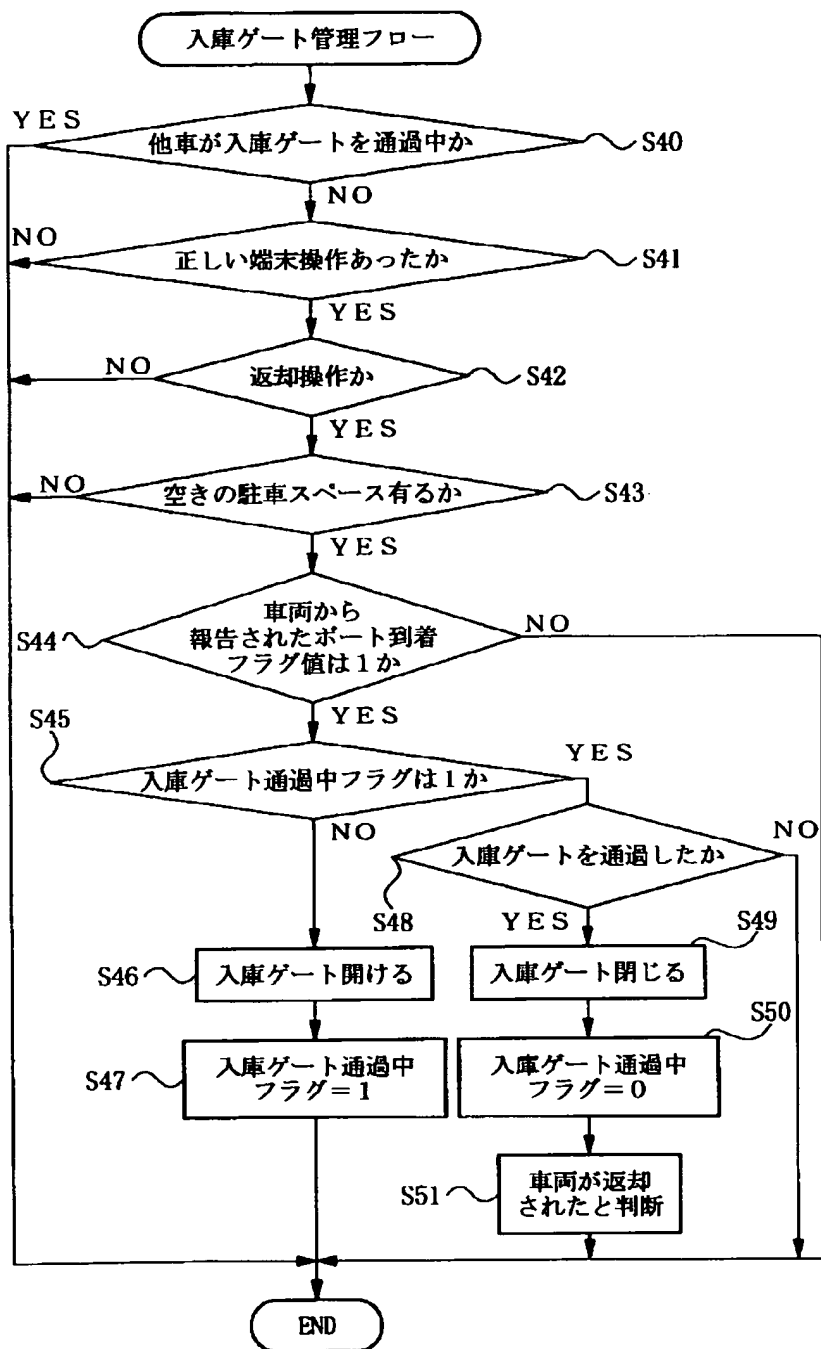 入庫ゲート管理フロー
YES
他車が入庫ゲートを通過中か
S40
NO
NO
正しい端末操作あったか
S41
YES
NO
返却操作か
S42
YES
NO
空きの駐車スペース有るか
S43
YES
車両から
報告されたポート到着
フラグ値は1か
S44
NO
YES
S45
入庫ゲート通過中フラグは1か
YES
NO
入庫ゲートを通過したか
NO
S48
YES
S49
S46
入庫ゲート開ける
入庫ゲート閉じる
S50
S47
入庫ゲート通過中
フラグ=1
入庫ゲート通過中
フラグ=0
S51
車両が返却
されたと判断
END